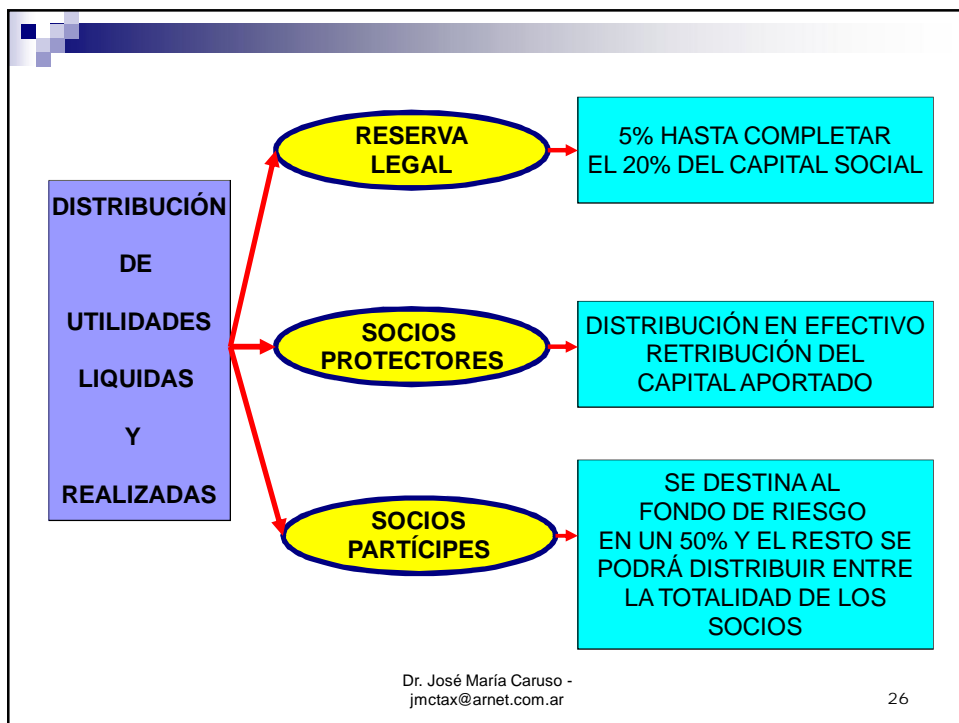 DISTRIBUCIÓN
DE
UTILIDADES
LIQUIDAS
Y
REALIZADAS
RESERVA
LEGAL
5% HASTA COMPLETAR
EL 20% DEL CAPITAL SOCIAL
SOCIOS
PROTECTORES
DISTRIBUCIÓN EN EFECTIVO
RETRIBUCIÓN DEL
CAPITAL APORTADO
SOCIOS
PARTÍCIPES
SE DESTINA AL
FONDO DE RIESGO
EN UN 50% Y EL RESTO SE
PODRÁ DISTRIBUIR ENTRE
LA TOTALIDAD DE LOS
SOCIOS
Dr. José María Caruso -
jmctax@arnet.com.ar
26